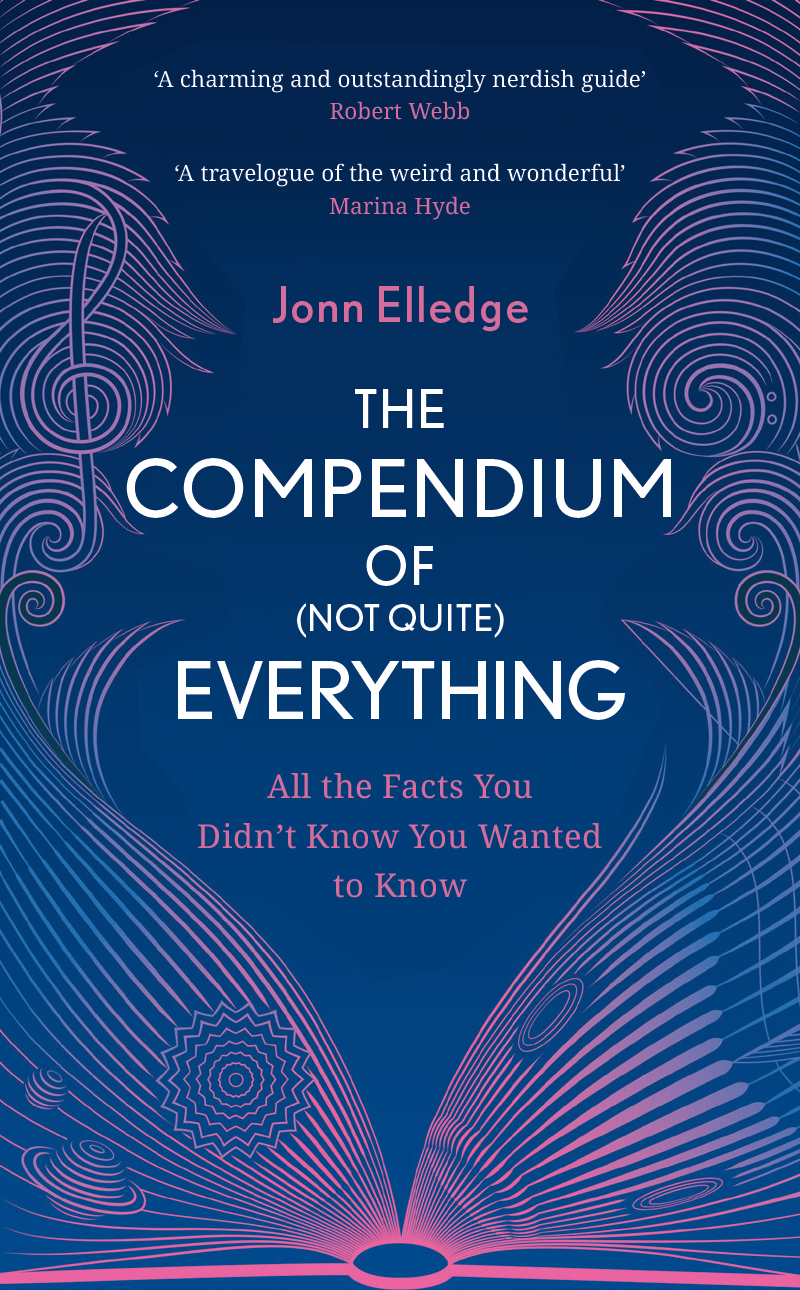 ‘A charming and outstandingly nerdish guide’
Robert Webb
‘A travelogue of the weird and wonderful’
Marina Hyde
Jonn Elledge
THE
COMPENDIUM
OF
(NOT QUITE)
EVERYTHING
All the Facts You
Didn’t Know You Wanted
to Know